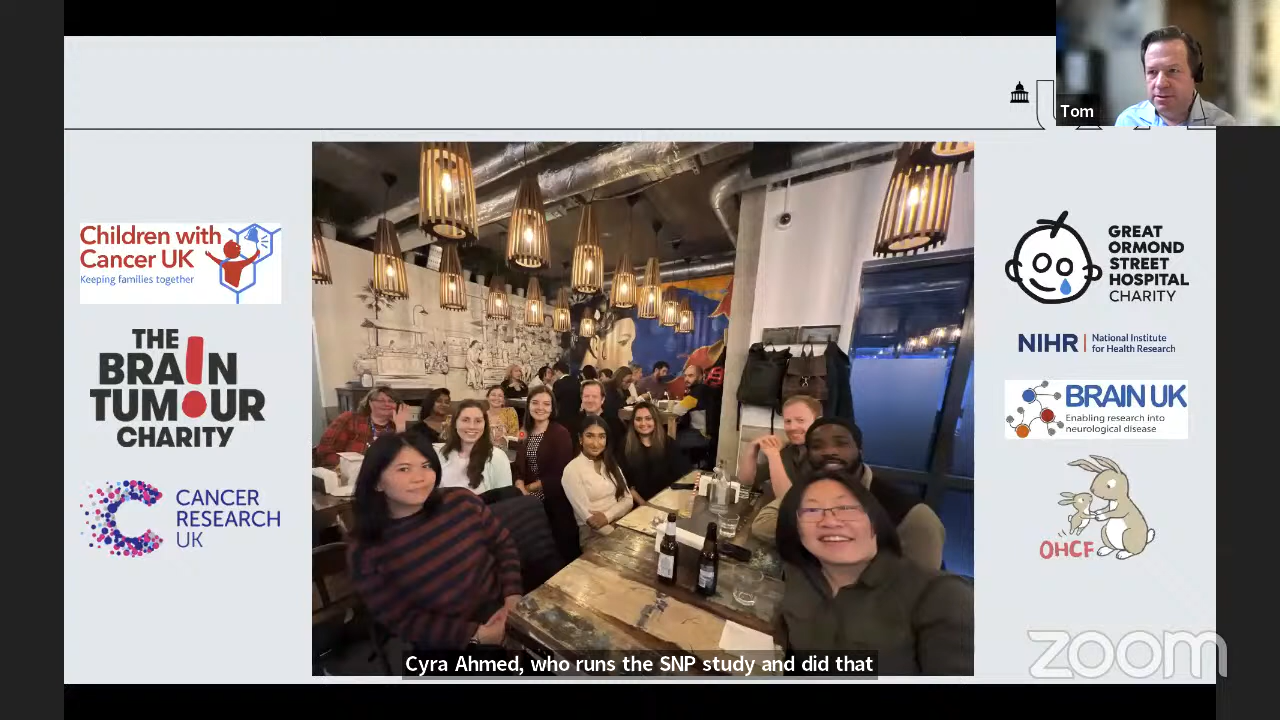 Tom
Children with
Cancer UK
Keeping families together
THE
BRA!N
TUMOUR
CHARITY
CANCER
RESEARCH
UK
GREAT
ORMOND
STREET
HOSPITAL
CHARITY
NIHR | National Institute
for Health Research
BRAIN UK
Enabling research into
neurological disease
OHCF
Cyra Ahmed, who runs the SNP study and did that
zoom